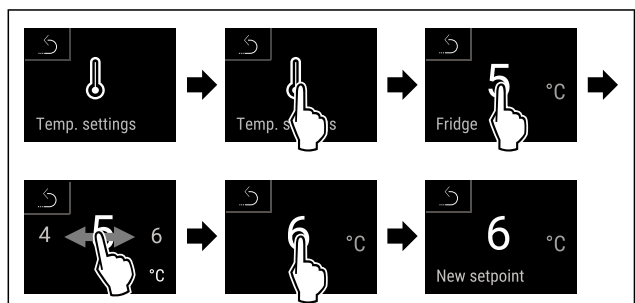 Temp. settings
Temp. s s
5 °C
Fridge
4 5 6
°C
6 °C
6 °C
New setpoint